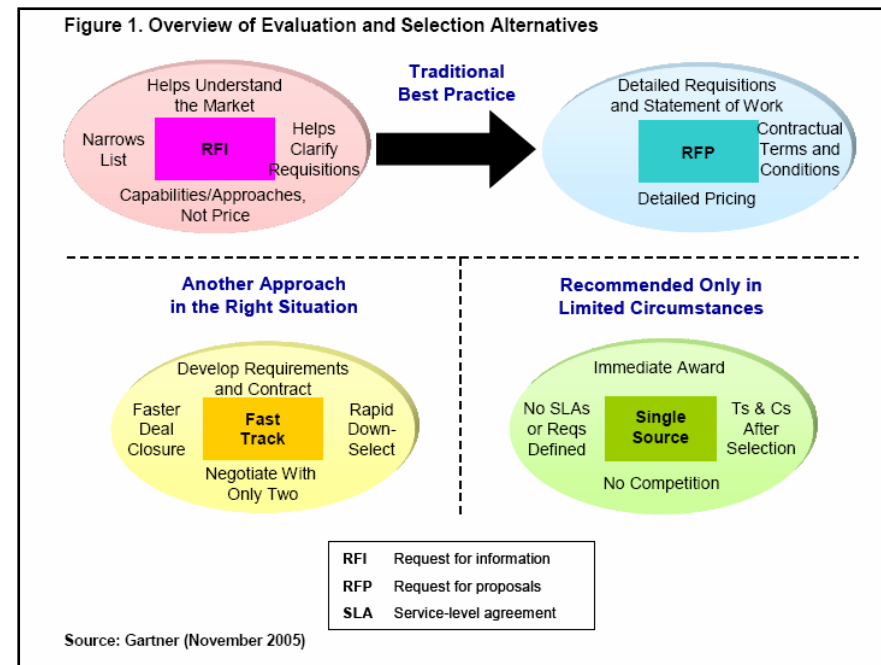 Figure 1. Overview of Evaluation and Selection Alternatives
Helps Understand
the Market
Narrows
List
RFI
Helps
Clarify
Requisitions
Capabilities/Approaches,
Not Price
Traditional
Best Practice
Detailed Requisitions
and Statement of Work
RFP
Contractual
Terms and
Conditions
Detailed Pricing
Another Approach
in the Right Situation
Develop Requirements
and Contract
Faster
Deal
Closure
Fast
Track
Rapid
Down-
Select
Negotiate With
Only Two
Recommended Only in
Limited Circumstances
Immediate Award
No SLAs
or Reqs
Defined
Single
Source
Ts & Cs
After
Selection
No Competition
RFI Request for information
RFP Request for proposals
SLA Service-level agreement
Source: Gartner (November 2005)